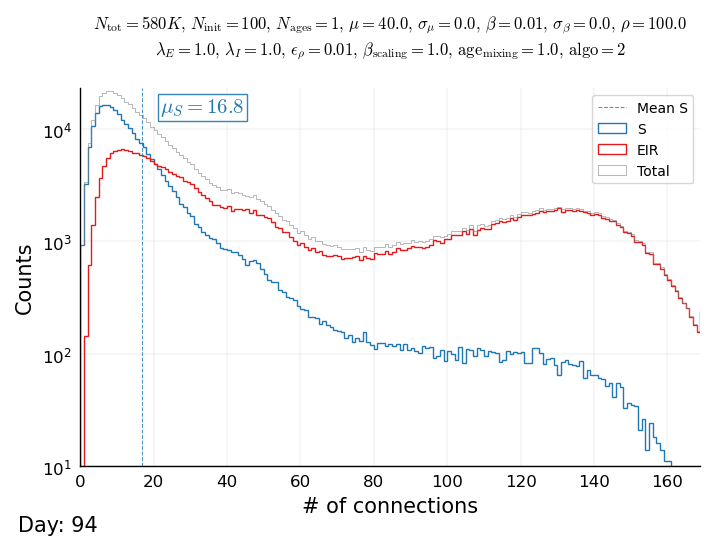 N_tot = 580K, N_init = 100, N_ages = 1, μ = 40.0, σ_μ = 0.0, β = 0.01, σ_β = 0.0, ρ = 100.0
λ_E = 1.0, λ_I = 1.0, ϵ_ρ = 0.01, β_scaling = 1.0, age_mixing = 1.0, algo = 2
μ_S = 16.8
Mean S
S
EIR
Total
10^4
10^3
10^2
10^1
Counts
0 20 40 60 80 100 120 140 160
# of connections
Day: 94